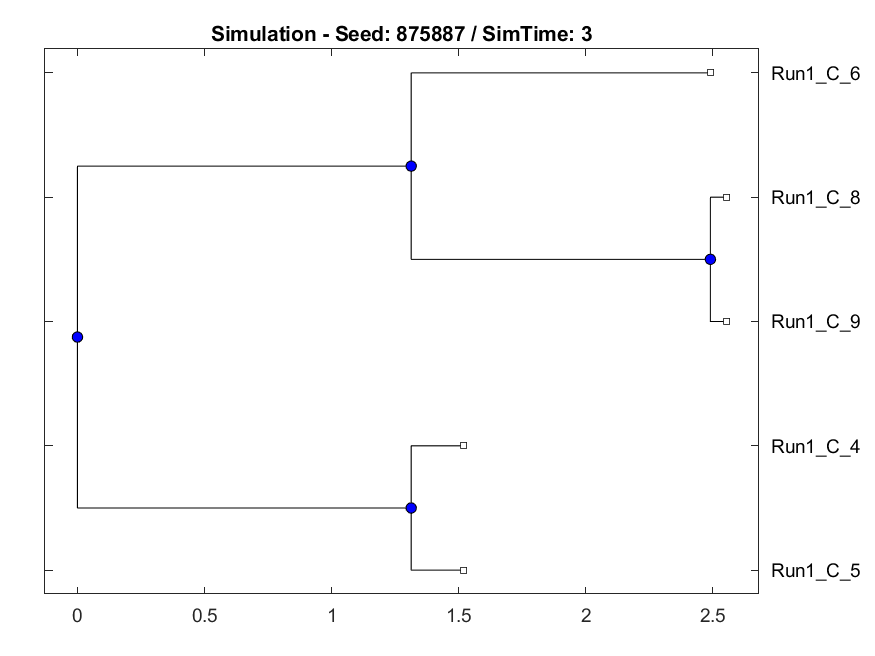 Simulation - Seed: 875887 / SimTime: 3
Run1_C_6
Run1_C_8
Run1_C_9
Run1_C_4
Run1_C_5
0 0.5 1 1.5 2 2.5